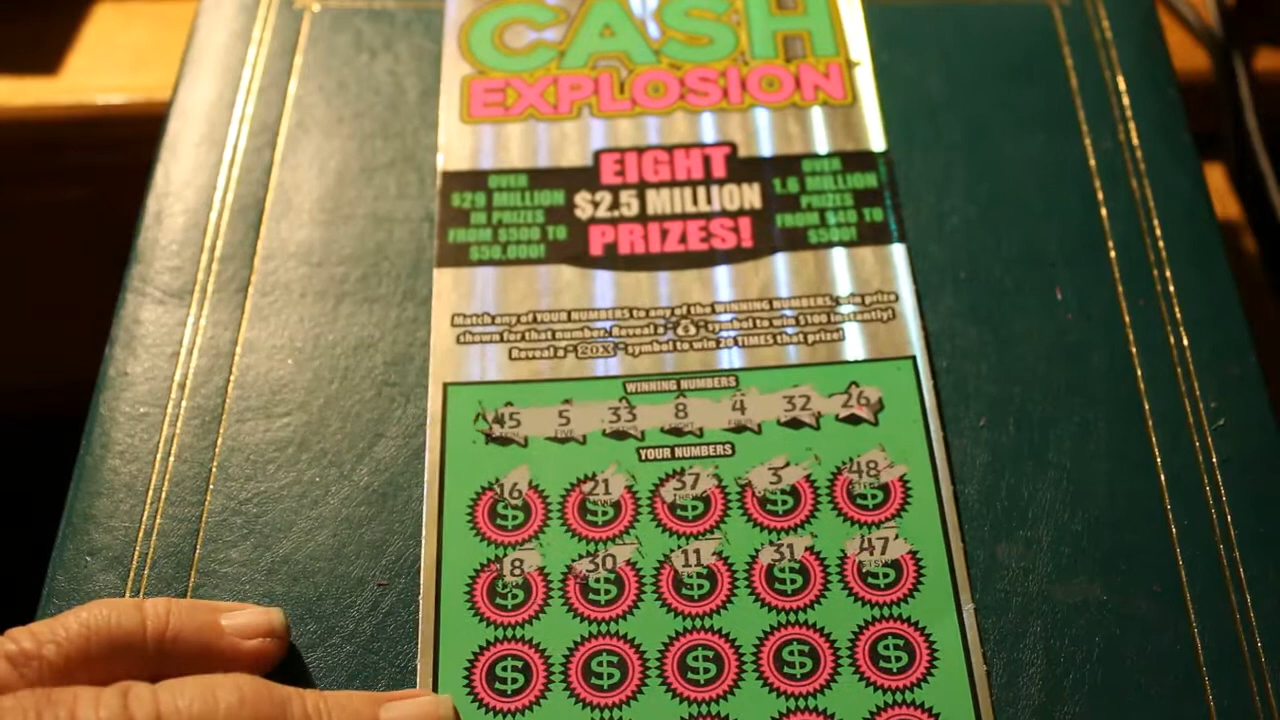 CASH
EXPLOSION
EIGHT
$2.5 MILLION
PRIZES!
OVER
$29 MILLION
IN PRIZES
FROM $500 TO
$50,000!
OVER
1.6 MILLION
PRIZES
FROM $40 TO
$500!
Match any of YOUR NUMBERS to any of the WINNING NUMBERS, win prize
shown for that number. Reveal a " " symbol to win $100 instantly!
Reveal a " 20X " symbol to win 20 TIMES that prize!
WINNING NUMBERS
45 5 33 8 4 32 26
FIVE EIGHT
YOUR NUMBERS
16 21 37 3 48
$ $ $ $ $
18 30 11 31 47
$ $ $ $ $
$ $ $ $ $